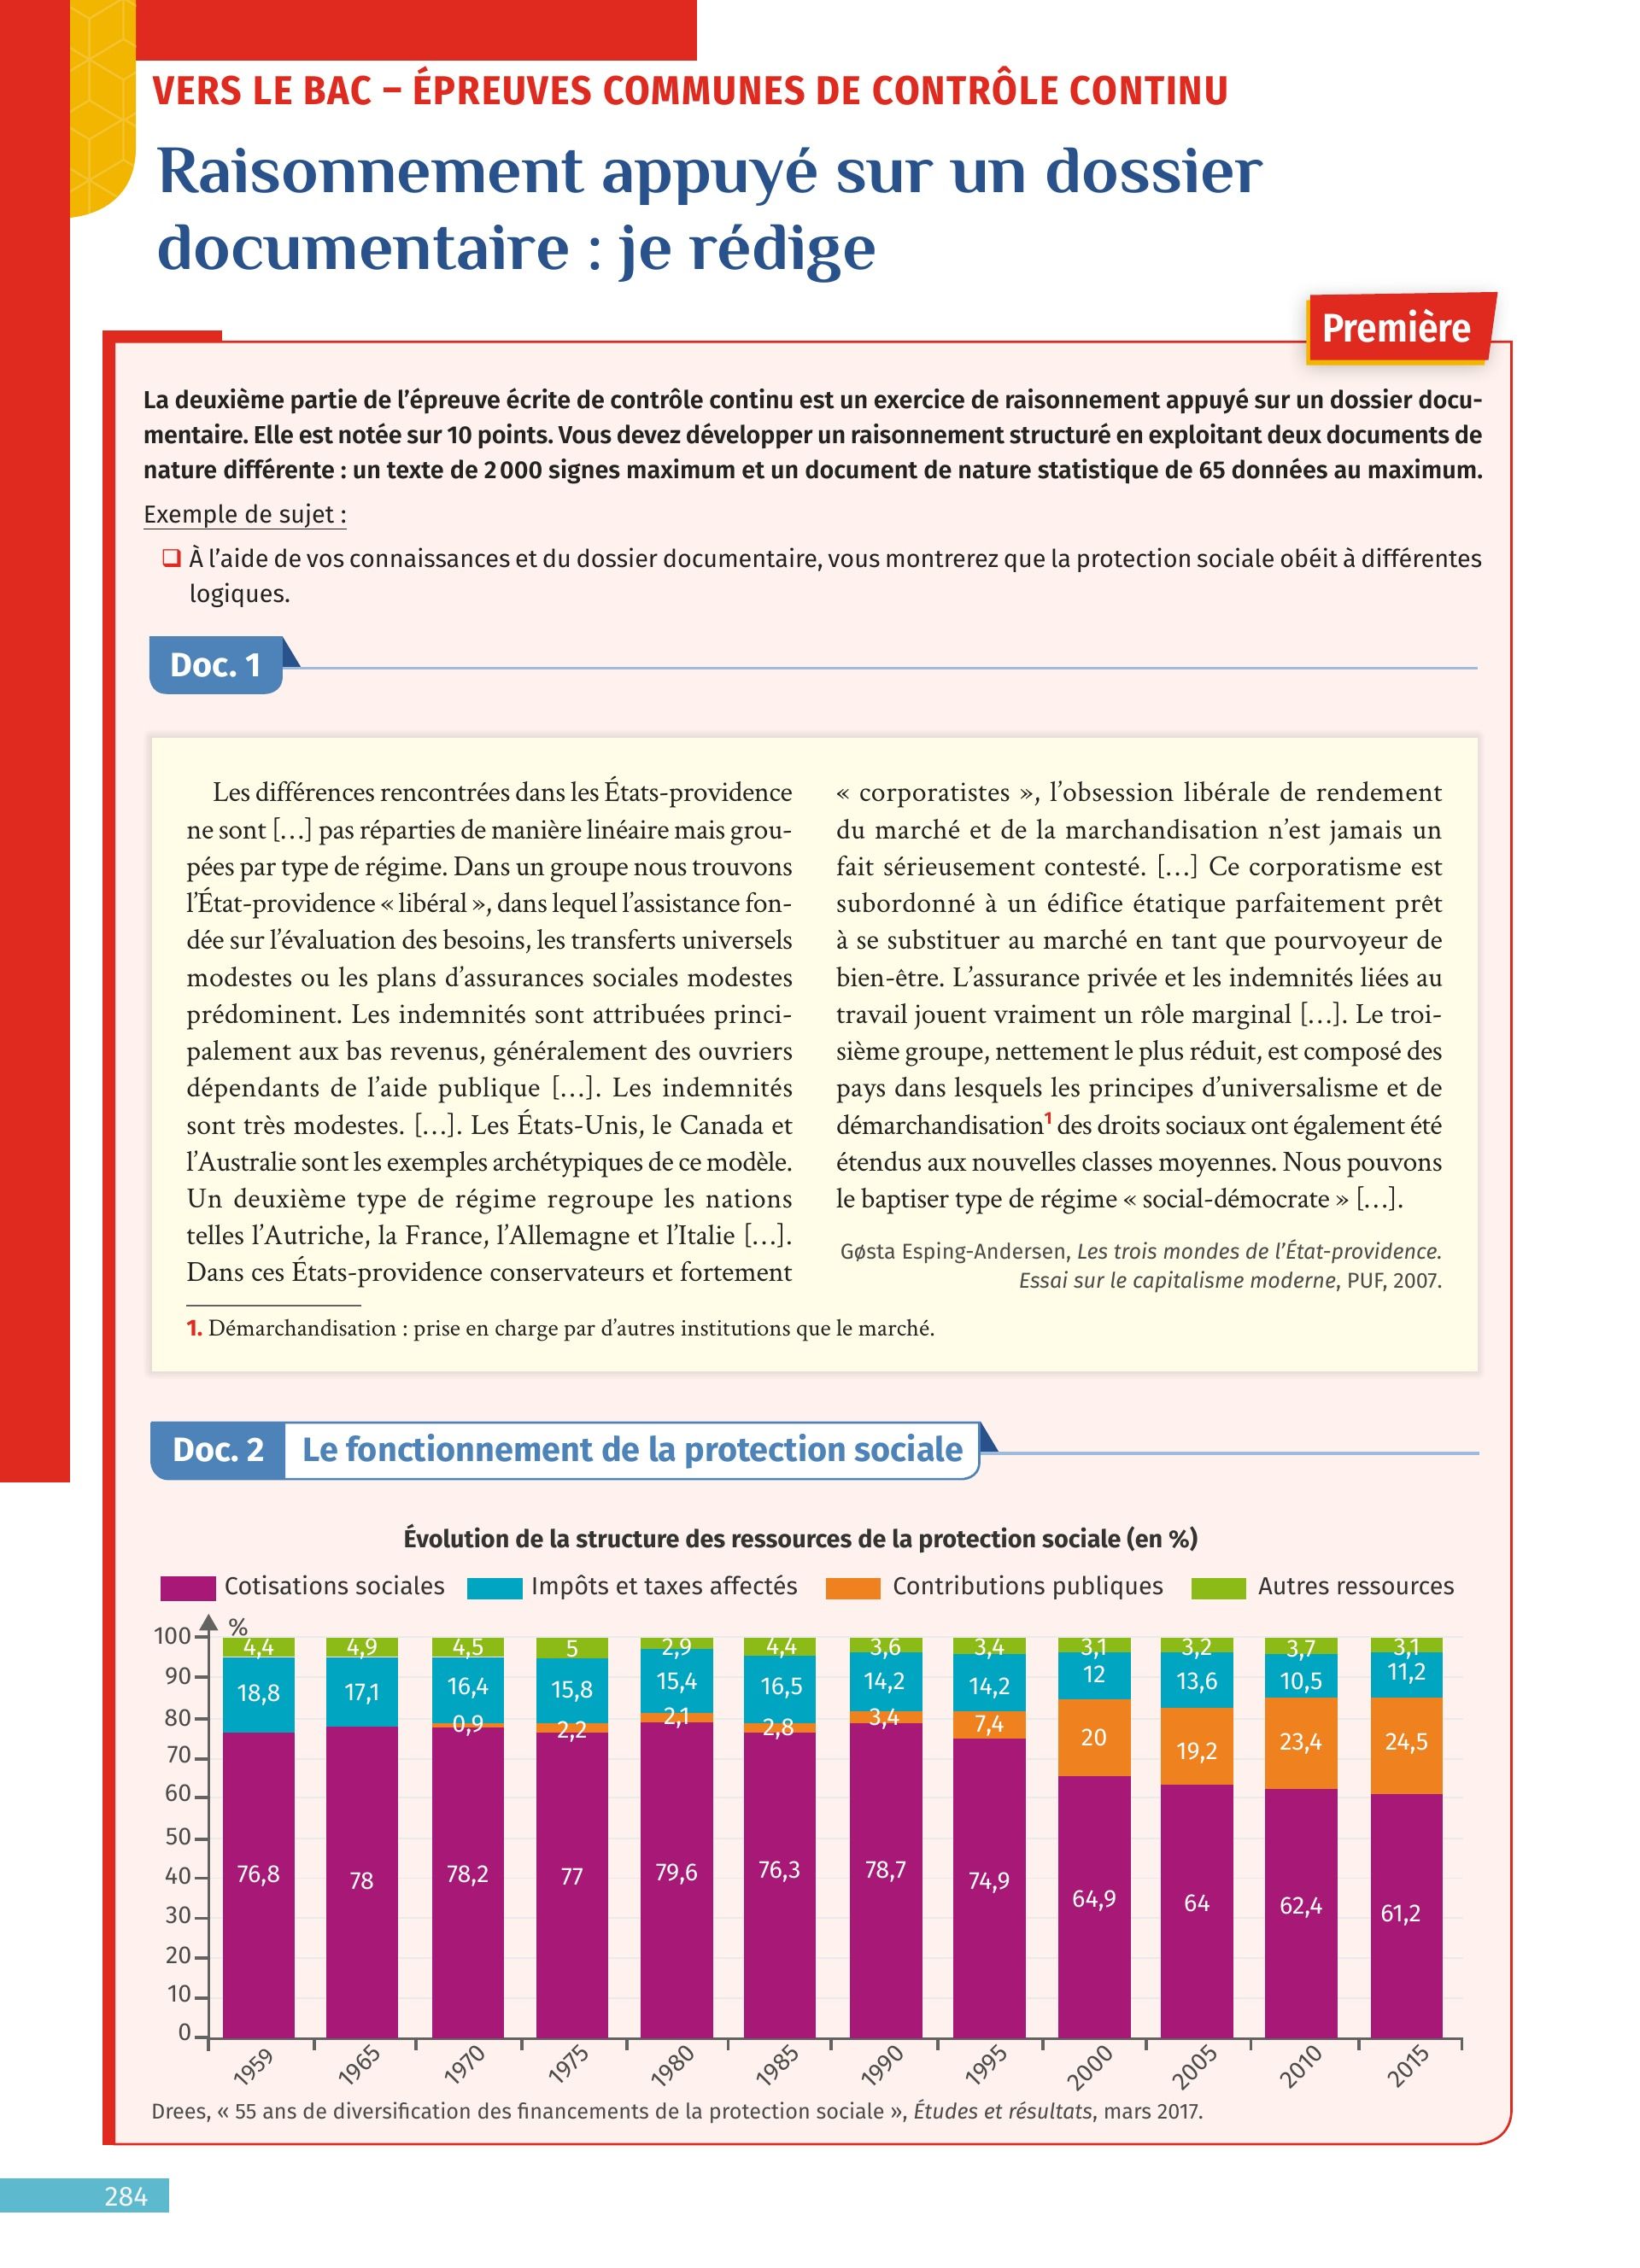 VERS LE BAC – ÉPREUVES COMMUNES DE CONTRÔLE CONTINU
Raisonnement appuyé sur un dossier
documentaire : je rédige
Première
La deuxième partie de l’épreuve écrite de contrôle continu est un exercice de raisonnement appuyé sur un dossier docu-
mentaire. Elle est notée sur 10 points. Vous devez développer un raisonnement structuré en exploitant deux documents de
nature différente : un texte de 2 000 signes maximum et un document de nature statistique de 65 données au maximum.
Exemple de sujet :
❑ À l’aide de vos connaissances et du dossier documentaire, vous montrerez que la protection sociale obéit à différentes
logiques.
Doc. 1
Les différences rencontrées dans les États-providence
ne sont […] pas réparties de manière linéaire mais grou-
pées par type de régime. Dans un groupe nous trouvons
l’État-providence « libéral », dans lequel l’assistance fon-
dée sur l’évaluation des besoins, les transferts universels
modestes ou les plans d’assurances sociales modestes
prédominent. Les indemnités sont attribuées princi-
palement aux bas revenus, généralement des ouvriers
dépendants de l’aide publique […]. Les indemnités
sont très modestes. […]. Les États-Unis, le Canada et
l’Australie sont les exemples archétypiques de ce modèle.
Un deuxième type de régime regroupe les nations
telles l’Autriche, la France, l’Allemagne et l’Italie […].
Dans ces États-providence conservateurs et fortement
« corporatistes », l’obsession libérale de rendement
du marché et de la marchandisation n’est jamais un
fait sérieusement contesté. […] Ce corporatisme est
subordonné à un édifice étatique parfaitement prêt
à se substituer au marché en tant que pourvoyeur de
bien-être. L’assurance privée et les indemnités liées au
travail jouent vraiment un rôle marginal […]. Le troi-
sième groupe, nettement le plus réduit, est composé des
pays dans lesquels les principes d’universalisme et de
démarchandisation1 des droits sociaux ont également été
étendus aux nouvelles classes moyennes. Nous pouvons
le baptiser type de régime « social-démocrate » […].
Gøsta Esping-Andersen, Les trois mondes de l’État-providence.
Essai sur le capitalisme moderne, PUF, 2007.
1. Démarchandisation : prise en charge par d’autres institutions que le marché.
Doc. 2 Le fonctionnement de la protection sociale
Évolution de la structure des ressources de la protection sociale (en %)
Cotisations sociales Impôts et taxes affectés Contributions publiques Autres ressources
%
100
90
80
70
60
50
40
30
20
10
0
4,4 4,9 4,5 5 2,9 4,4 3,6 3,4 3,1 3,2 3,7 3,1
18,8 17,1 16,4 15,8 15,4 16,5 14,2 14,2 12 13,6 10,5 11,2
0,9 2,2 2,1 2,8 3,4 7,4 20 19,2 23,4 24,5
76,8 78 78,2 77 79,6 76,3 78,7 74,9 64,9 64 62,4 61,2
1959 1965 1970 1975 1980 1985 1990 1995 2000 2005 2010 2015
Drees, « 55 ans de diversification des financements de la protection sociale », Études et résultats, mars 2017.
284